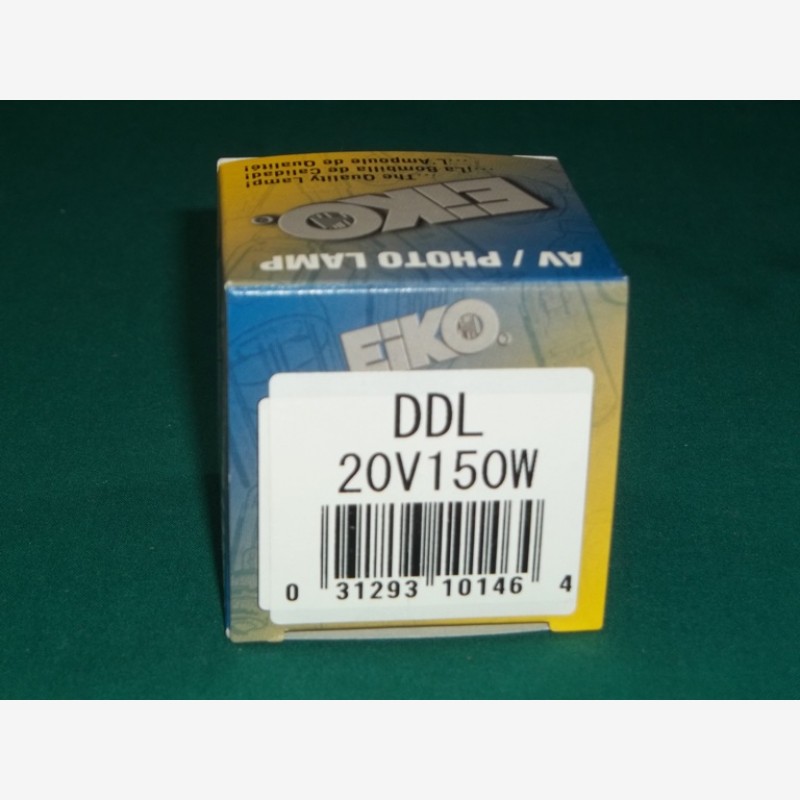 ...The Quality Lamp!
...¡La Bombilla de Calidad!
...L'Ampoule de Qualité!
EiKO
AV / PHOTO LAMP
EiKO
DDL
20V150W
0 31293 10146 4